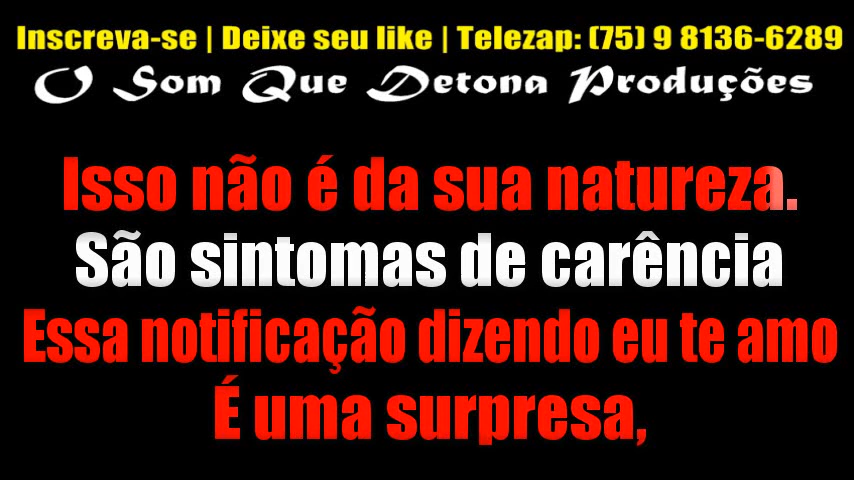 Inscreva-se | Deixe seu like | Telezap: (75) 9 8136-6289
O Som Que Detona Produções
Isso não é da sua natureza.
São sintomas de carência
Essa notificação dizendo eu te amo
É uma surpresa,